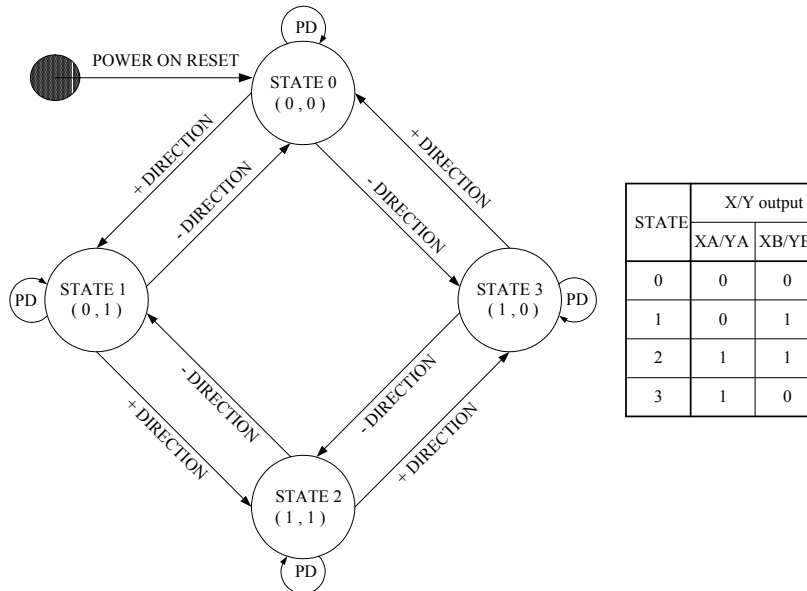 PD
POWER ON RESET
STATE 0
( 0 , 0 )
+ DIRECTION
- DIRECTION
- DIRECTION
+ DIRECTION
PD
STATE 1
( 0 , 1 )
STATE 3
( 1 , 0 )
PD
+ DIRECTION
- DIRECTION
- DIRECTION
+ DIRECTION
STATE 2
( 1 , 1 )
PD
STATE X/Y output
XA/YA XB/YB
0 0 0
1 0 1
2 1 1
3 1 0